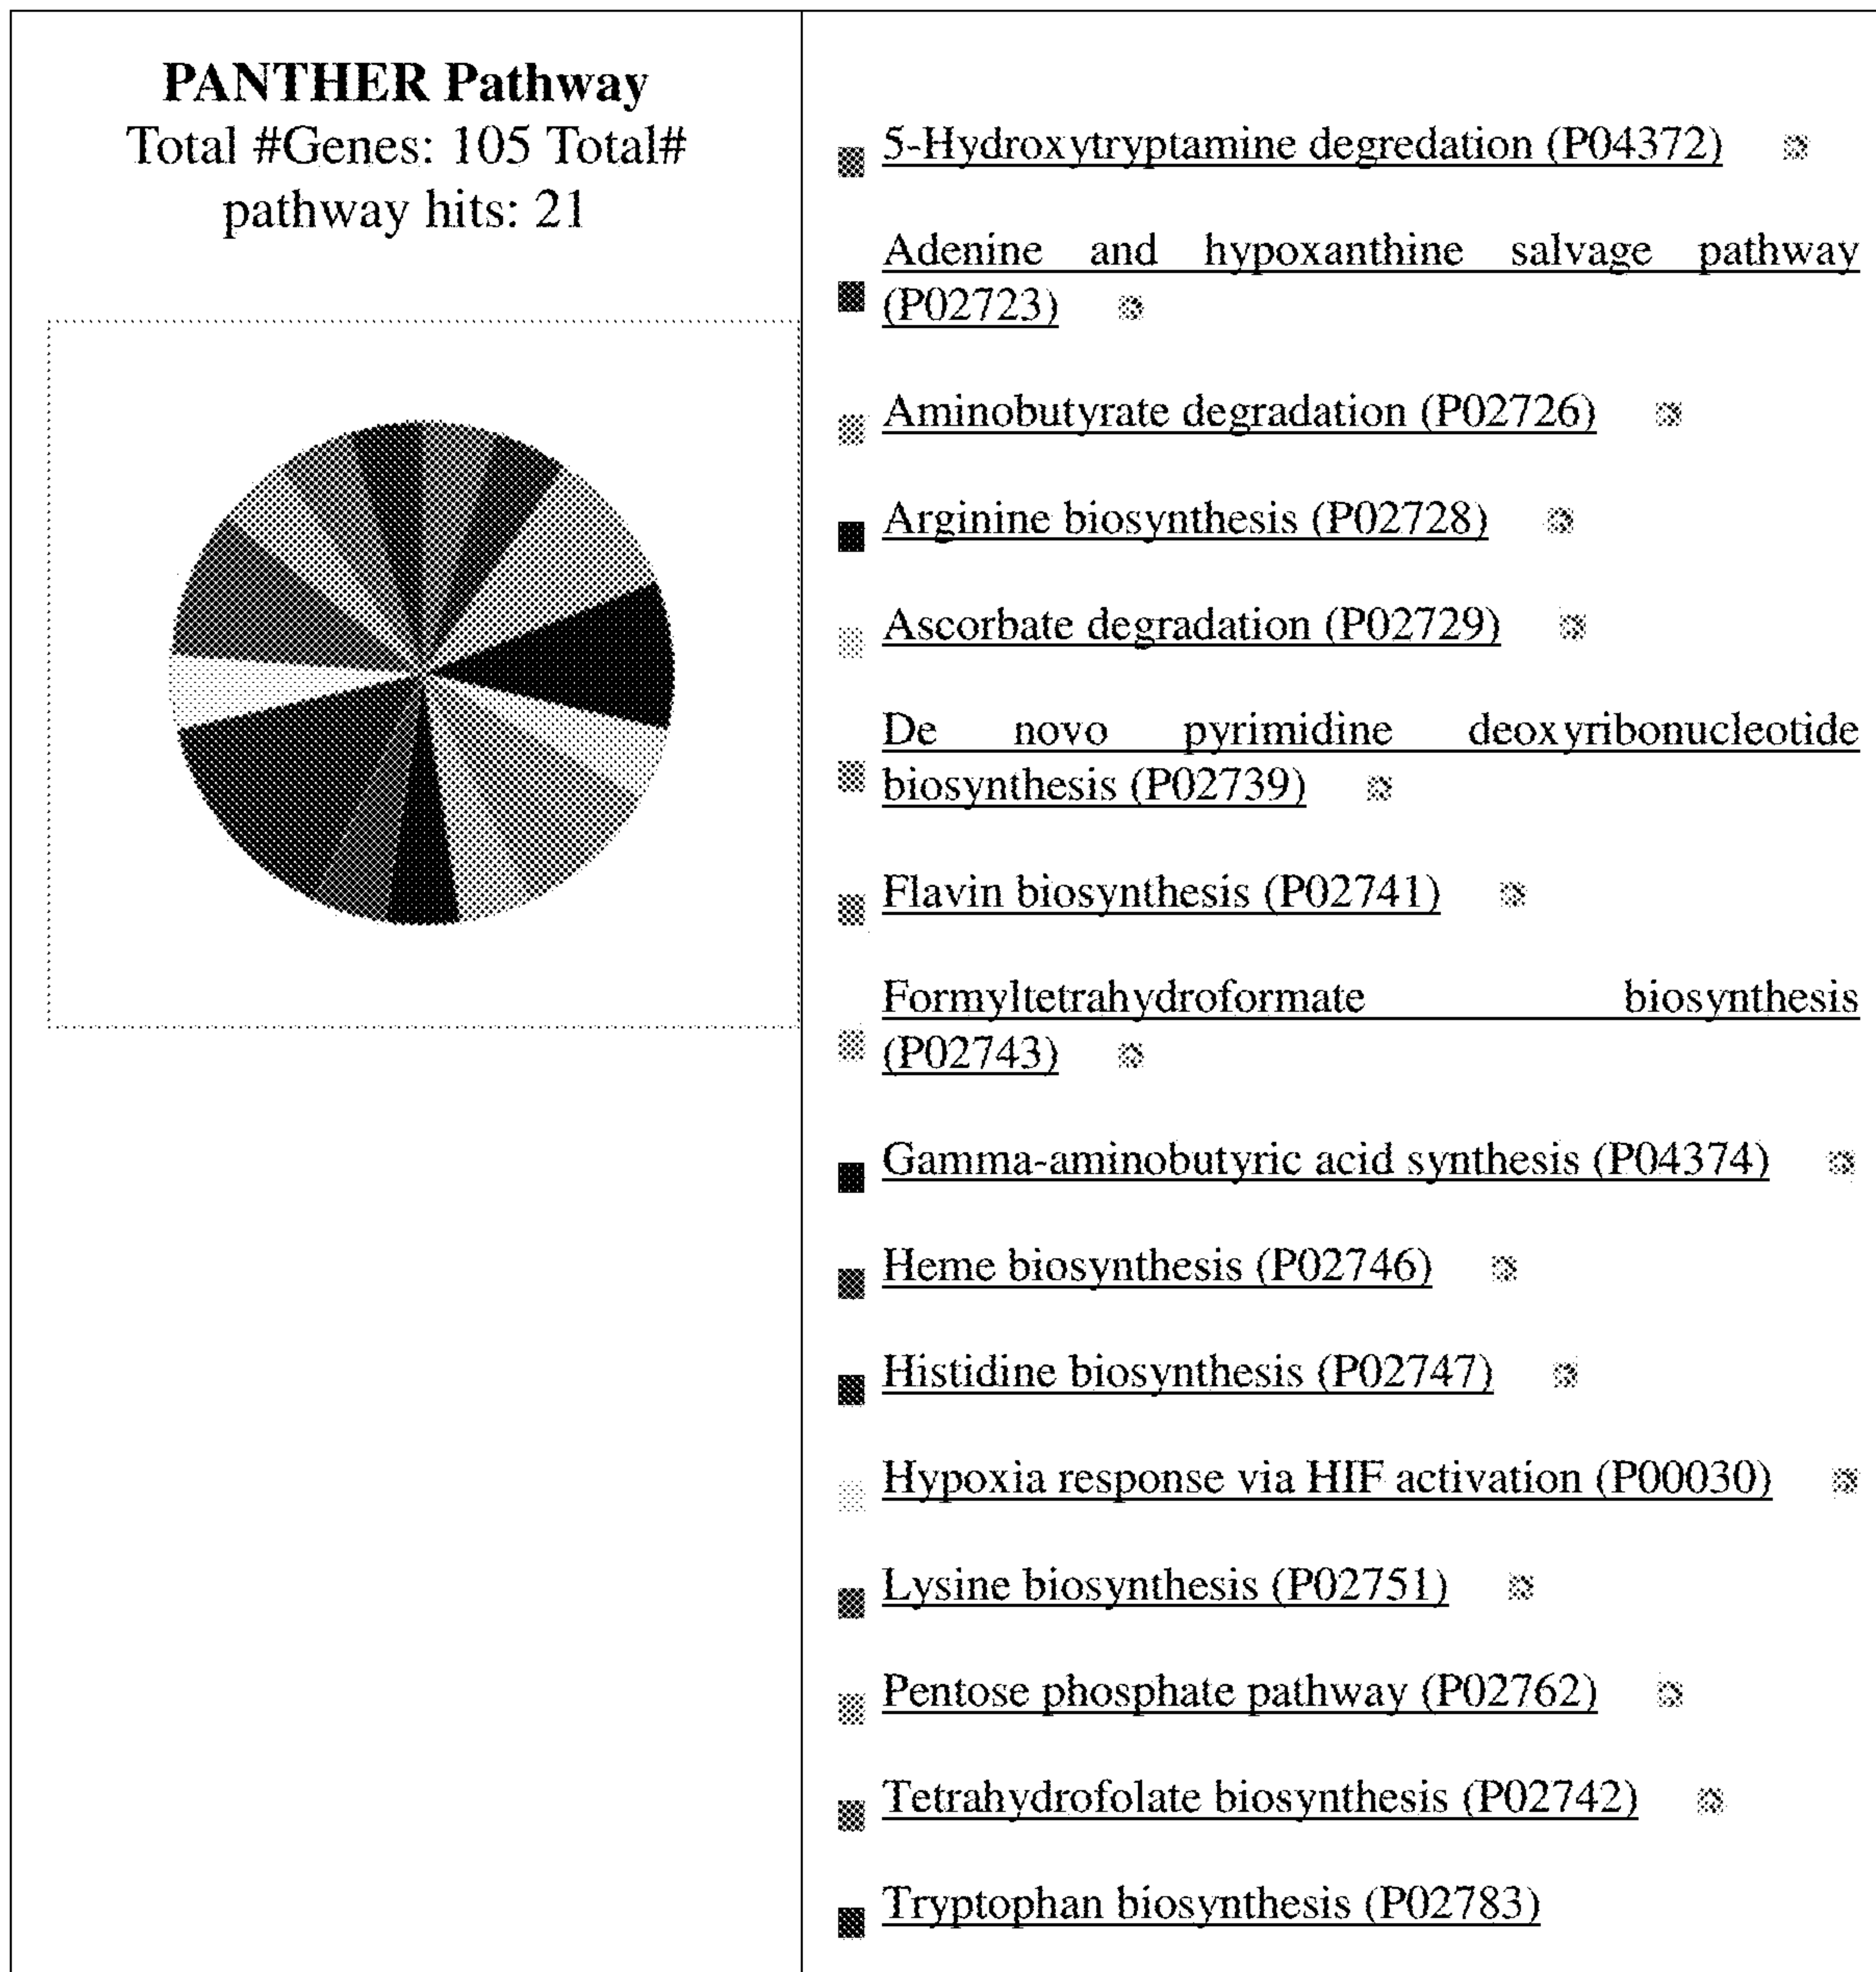 PANTHER Pathway
Total #Genes: 105 Total#
pathway hits: 21
5-Hydroxytryptamine degredation (P04372)
Adenine and hypoxanthine salvage pathway
(P02723)
Aminobutyrate degradation (P02726)
Arginine biosynthesis (P02728)
Ascorbate degradation (P02729)
De novo pyrimidine deoxyribonucleotide
biosynthesis (P02739)
Flavin biosynthesis (P02741)
Formyltetrahydroformate biosynthesis
(P02743)
Gamma-aminobutyric acid synthesis (P04374)
Heme biosynthesis (P02746)
Histidine biosynthesis (P02747)
Hypoxia response via HIF activation (P00030)
Lysine biosynthesis (P02751)
Pentose phosphate pathway (P02762)
Tetrahydrofolate biosynthesis (P02742)
Tryptophan biosynthesis (P02783)